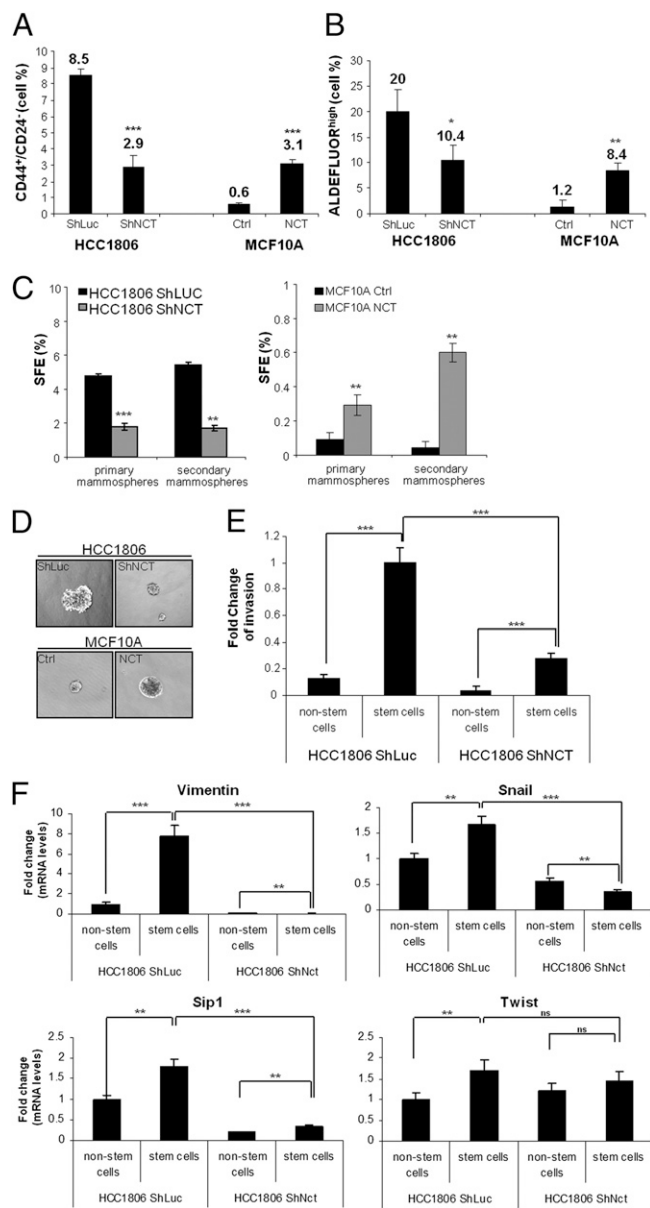 A
CD44+/CD24- (cell %)
10
9
8
7
6
5
4
3
2
1
0
8.5
***
2.9
0.6
***
3.1
ShLuc ShNCT Ctrl NCT
HCC1806 MCF10A
B
ALDEFLUORhigh (cell %)
35
30
25
20
15
10
5
0
20
*
10.4
1.2
**
8.4
ShLuc ShNCT Ctrl NCT
HCC1806 MCF10A
C
SFE (%)
10
8
6
4
2
0
HCC1806 ShLUC
HCC1806 ShNCT
***
**
primary mammospheres
secondary mammospheres
SFE (%)
1
0.8
0.6
0.4
0.2
0
MCF10A Ctrl
MCF10A NCT
**
**
primary mammospheres
secondary mammospheres
D
HCC1806
ShLuc ShNCT
MCF10A
Ctrl NCT
E
Fold Change
of invasion
1.2
1
0.8
0.6
0.4
0.2
0
***
***
***
non-stem cells
stem cells
non-stem cells
stem cells
HCC1806 ShLuc HCC1806 ShNCT
F
Vimentin
Fold change
(mRNA levels)
10
8
6
4
2
0
***
***
**
non-stem cells
stem cells
non-stem cells
stem cells
HCC1806 ShLuc HCC1806 ShNct
Snail
2
1.5
1
0.5
0
**
***
**
non-stem cells
stem cells
non-stem cells
stem cells
HCC1806 ShLuc HCC1806 ShNct
Sip1
Fold change
(mRNA levels)
2.5
2
1.5
1
0.5
0
**
***
**
non-stem cells
stem cells
non-stem cells
stem cells
HCC1806 ShLuc HCC1806 ShNct
Twist
2.5
2
1.5
1
0.5
0
**
ns
ns
non-stem cells
stem cells
non-stem cells
stem cells
HCC1806 ShLuc HCC1806 ShNct